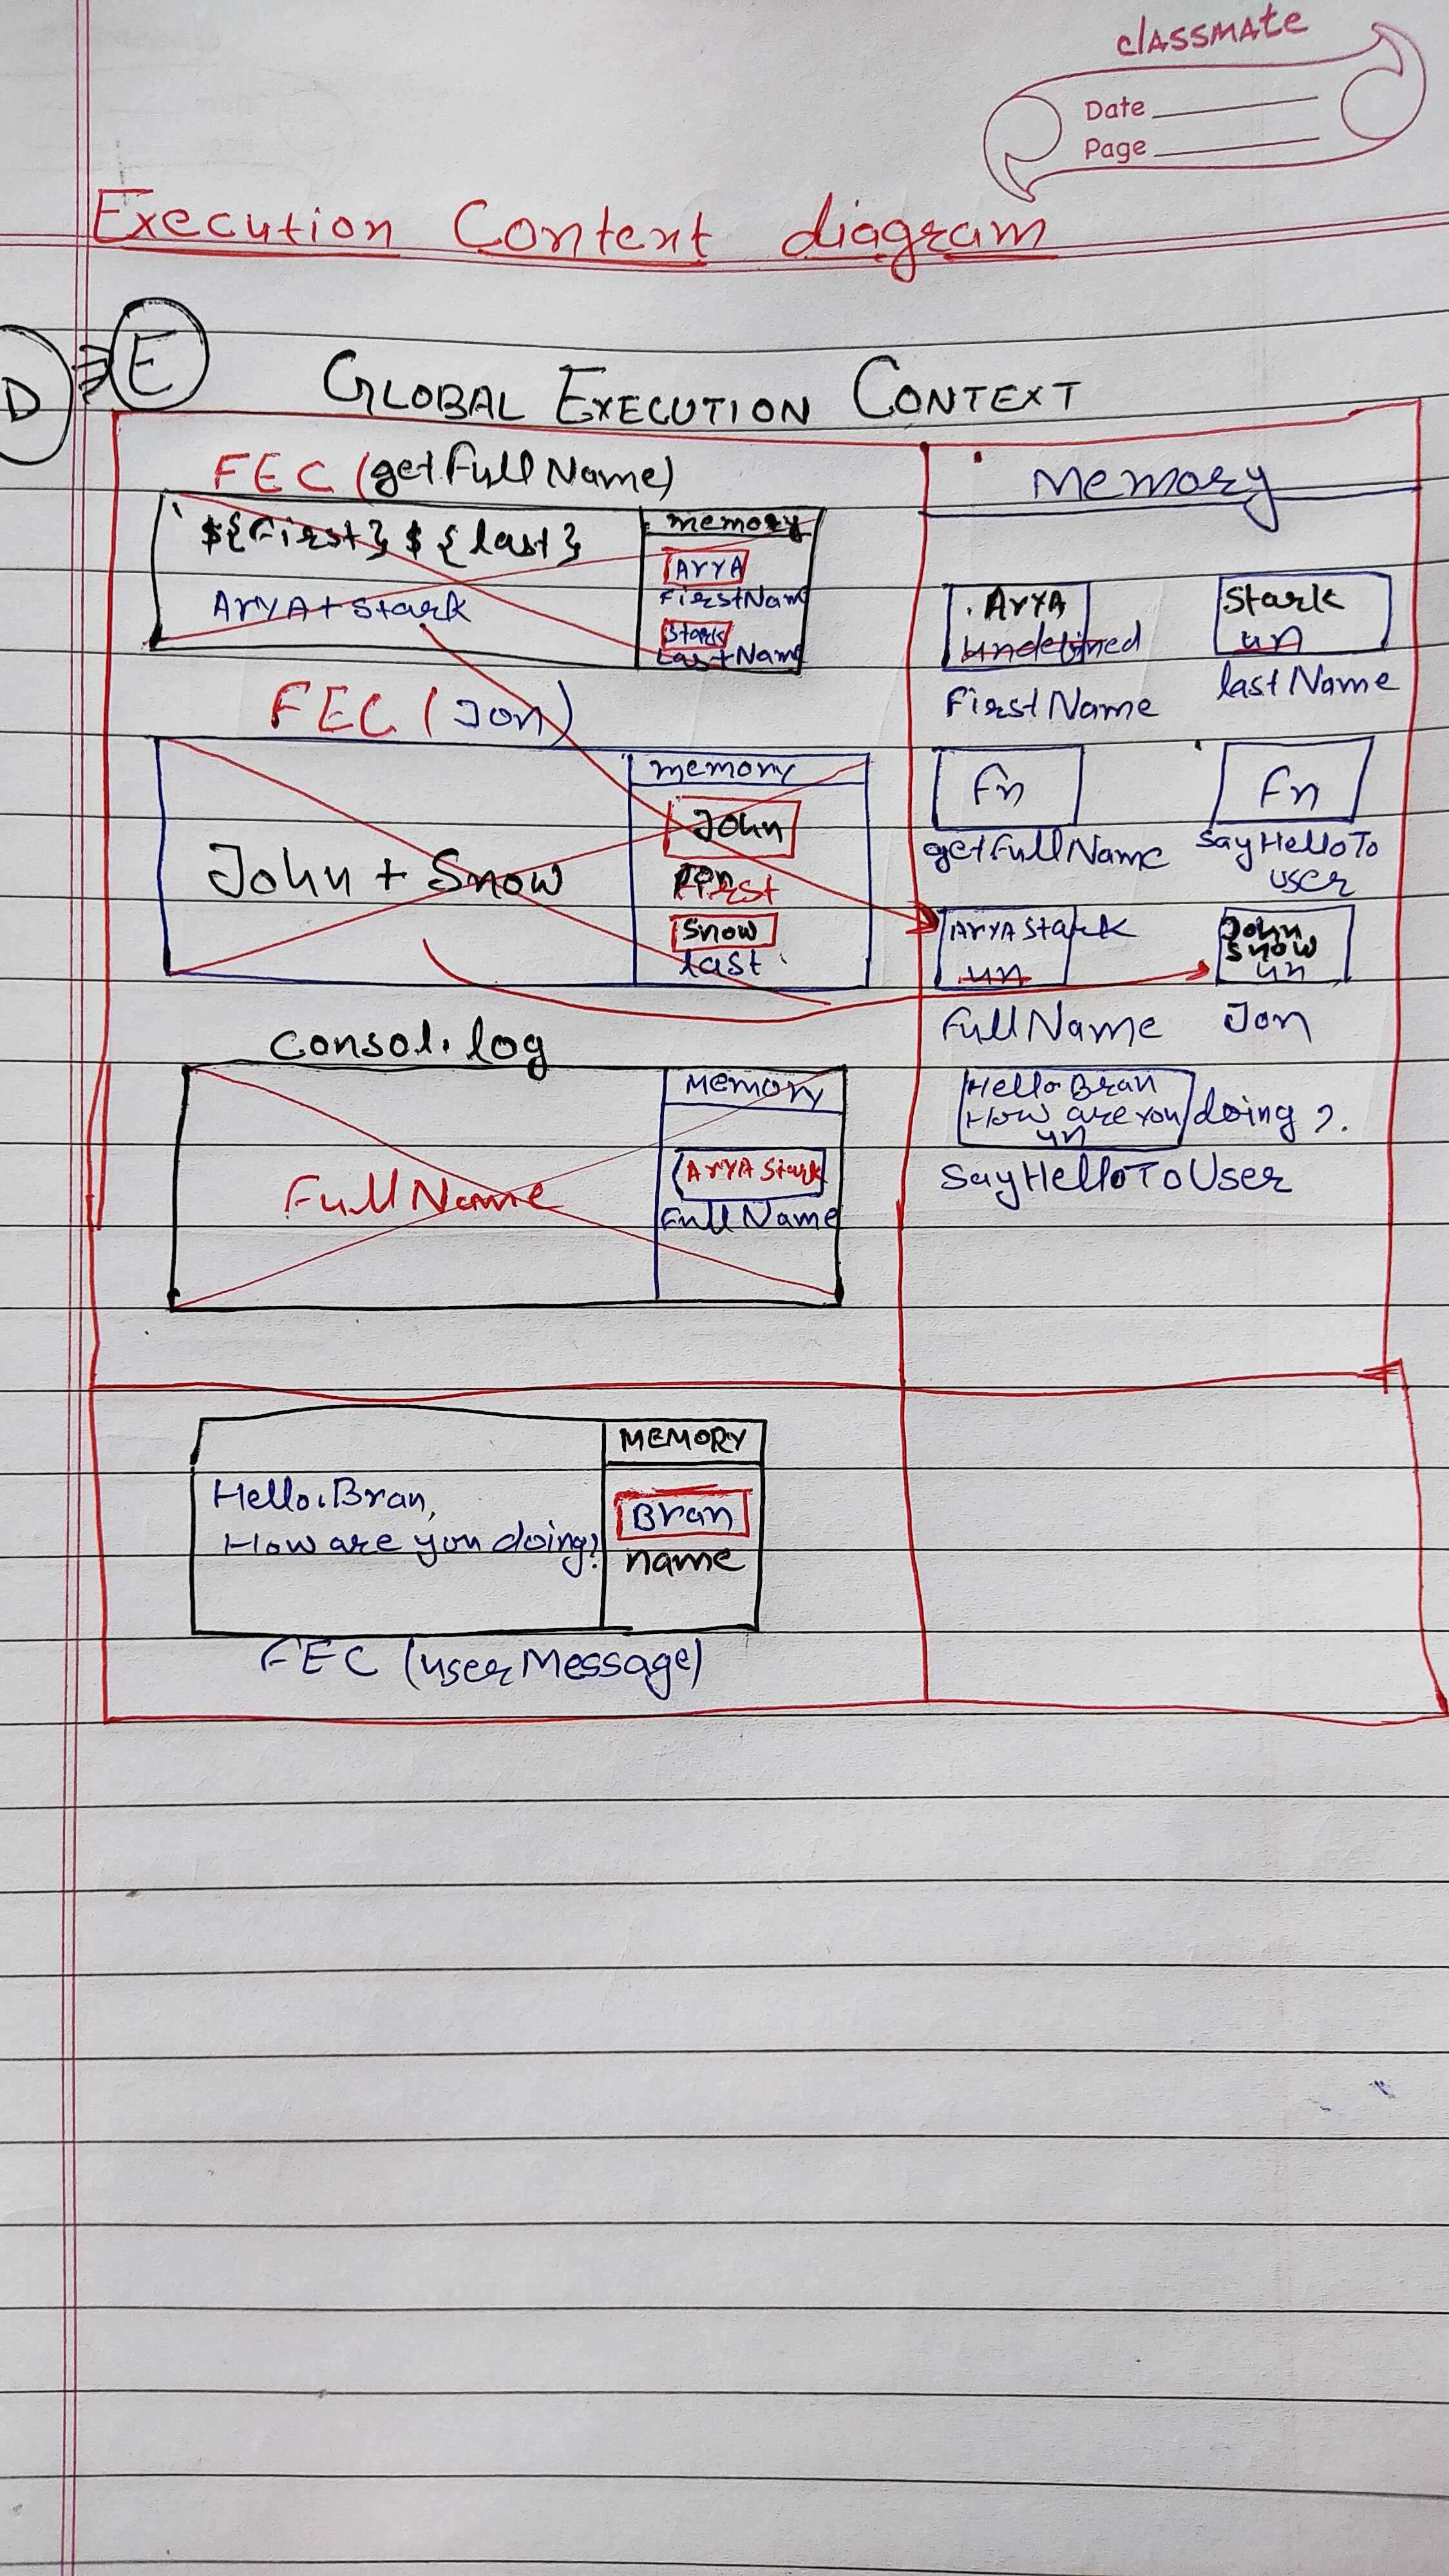 classmate
Date
Page
Execution Context diagram
D
E
GLOBAL EXECUTION CONTEXT
FEC (getFullName)
`${First} ${last}
ArYA + Stark
memory
ArYA
FirstName
Stark
LastName
FEC (Jon)
John + Snow
memory
John
First
Snow
last
Consol.log
FullName
Memory
ArYA Stark
FullName
Memory
ArYA
undefined
FirstName
Stark
un
lastName
Fn
getFullName
Fn
SayHelloTo
user
ArYA Stark
un
FullName
John
Snow
un
Jon
Hello Bran
How are you doing?
un
SayHelloToUser
Hello, Bran,
How are you doing?
MEMORY
Bran
name
FEC (userMessage)